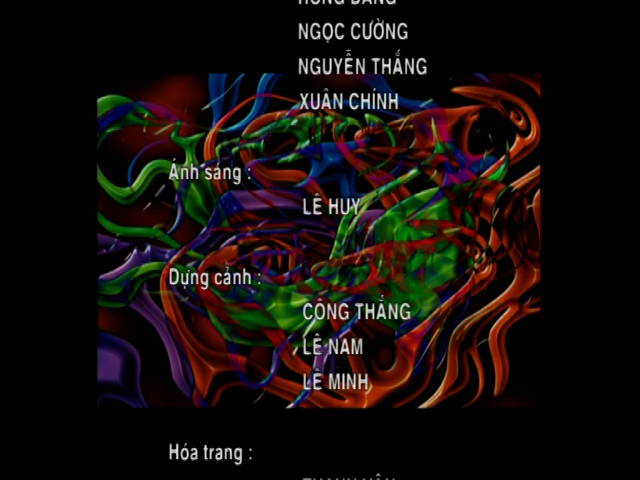 NGỌC CƯỜNG
NGUYỄN THẮNG
XUÂN CHÍNH
Ánh sáng :
LÊ HUY
Dựng cảnh :
CÔNG THẮNG
LÊ NAM
LÊ MINH
Hóa trang :